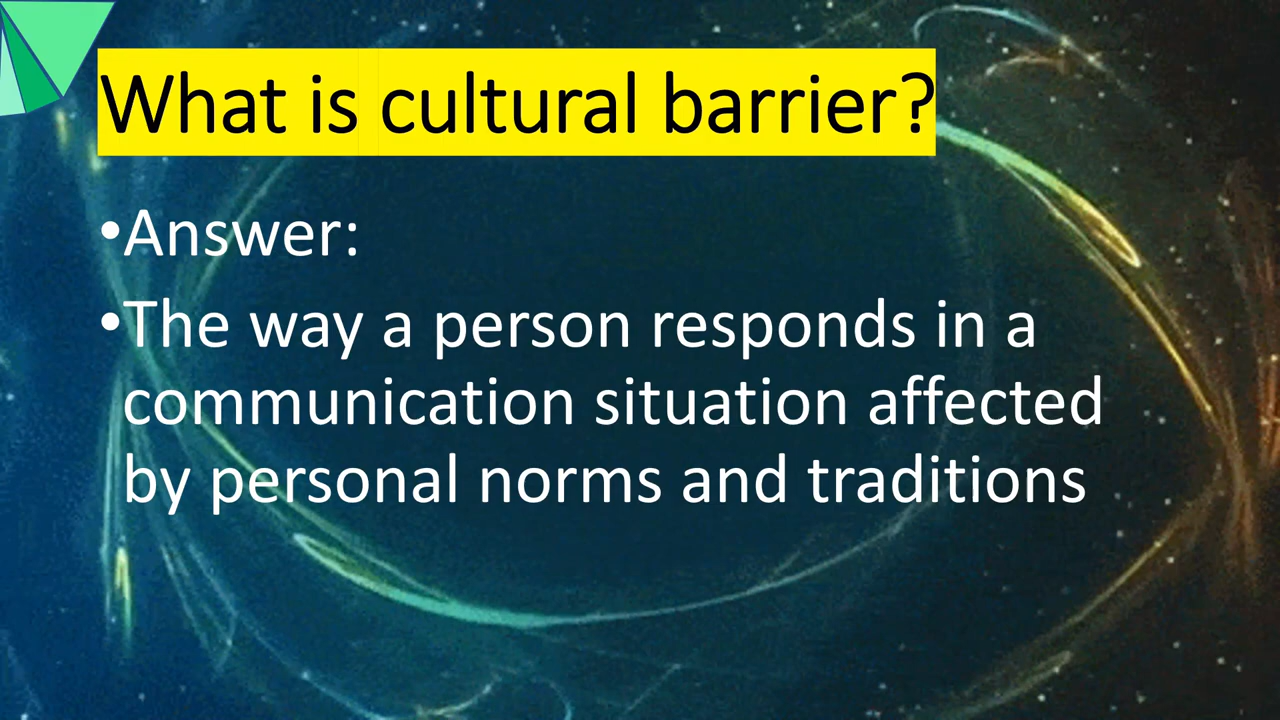 What is cultural barrier?
•Answer:
•The way a person responds in a
communication situation affected
by personal norms and traditions